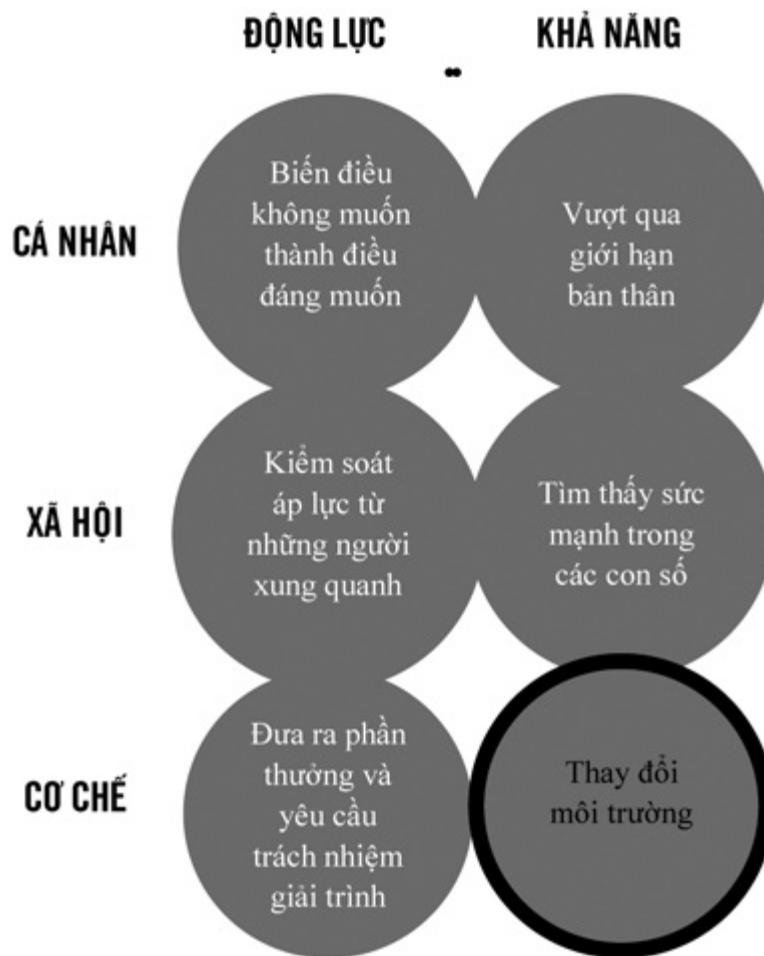 ĐỘNG LỰC
KHẢ NĂNG
CÁ NHÂN
Biến điều
không muốn
thành điều
đáng muốn
Vượt qua
giới hạn
bản thân
XÃ HỘI
Kiểm soát
áp lực từ
những người
xung quanh
Tìm thấy sức
mạnh trong
các con số
CƠ CHẾ
Đưa ra phần
thưởng và
yêu cầu
trách nhiệm
giải trình
Thay đổi
môi trường